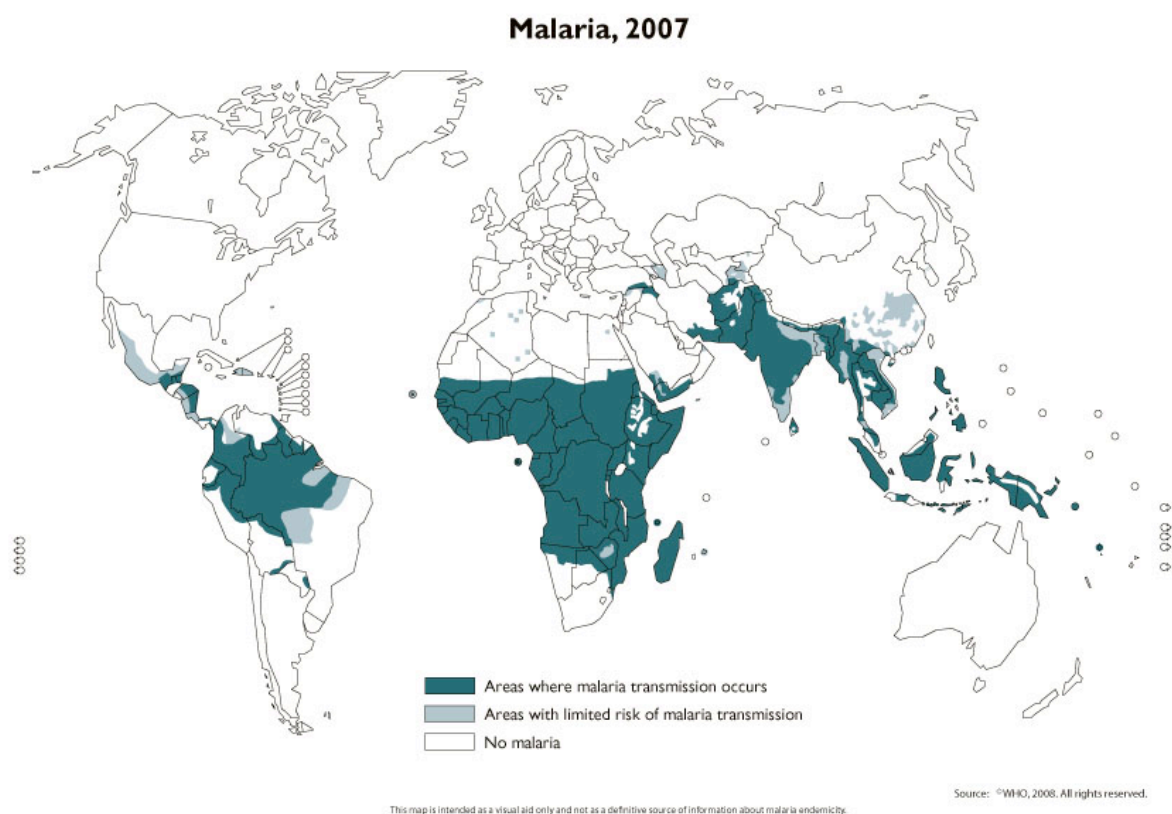 Malaria, 2007
Areas where malaria transmission occurs
Areas with limited risk of malaria transmission
No malaria
Source: ©WHO, 2008. All rights reserved.
This map is intended as a visual aid only and not as a definitive source of information about malaria endemicity.